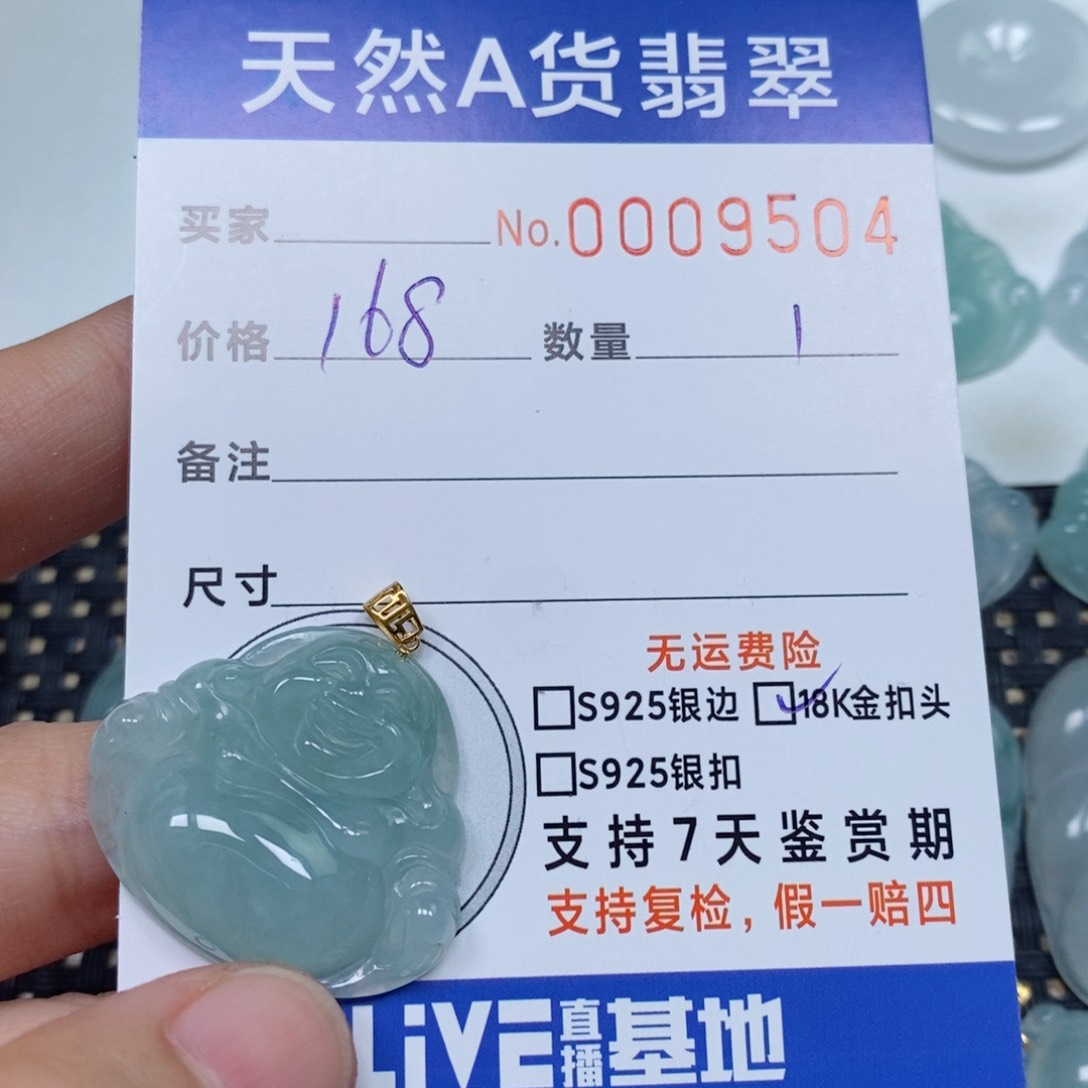 天然A货翡翠
买家 No.0009504
价格 168 数量 1
备注
尺寸
无运费险
S925银边 18K金扣头
S925银扣
支持7天鉴赏期
支持复检，假一赔四
LiVE直播基地